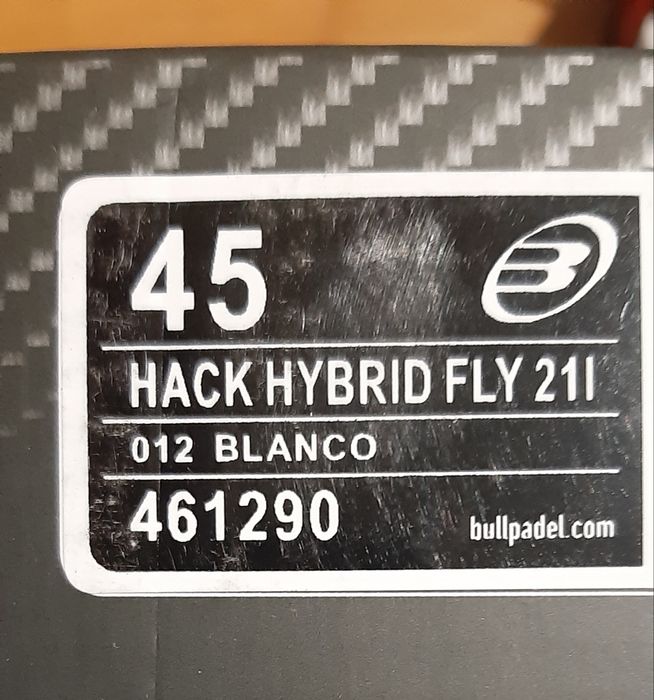 45
HACK HYBRID FLY 21I
012 BLANCO
461290
bullpadel.com